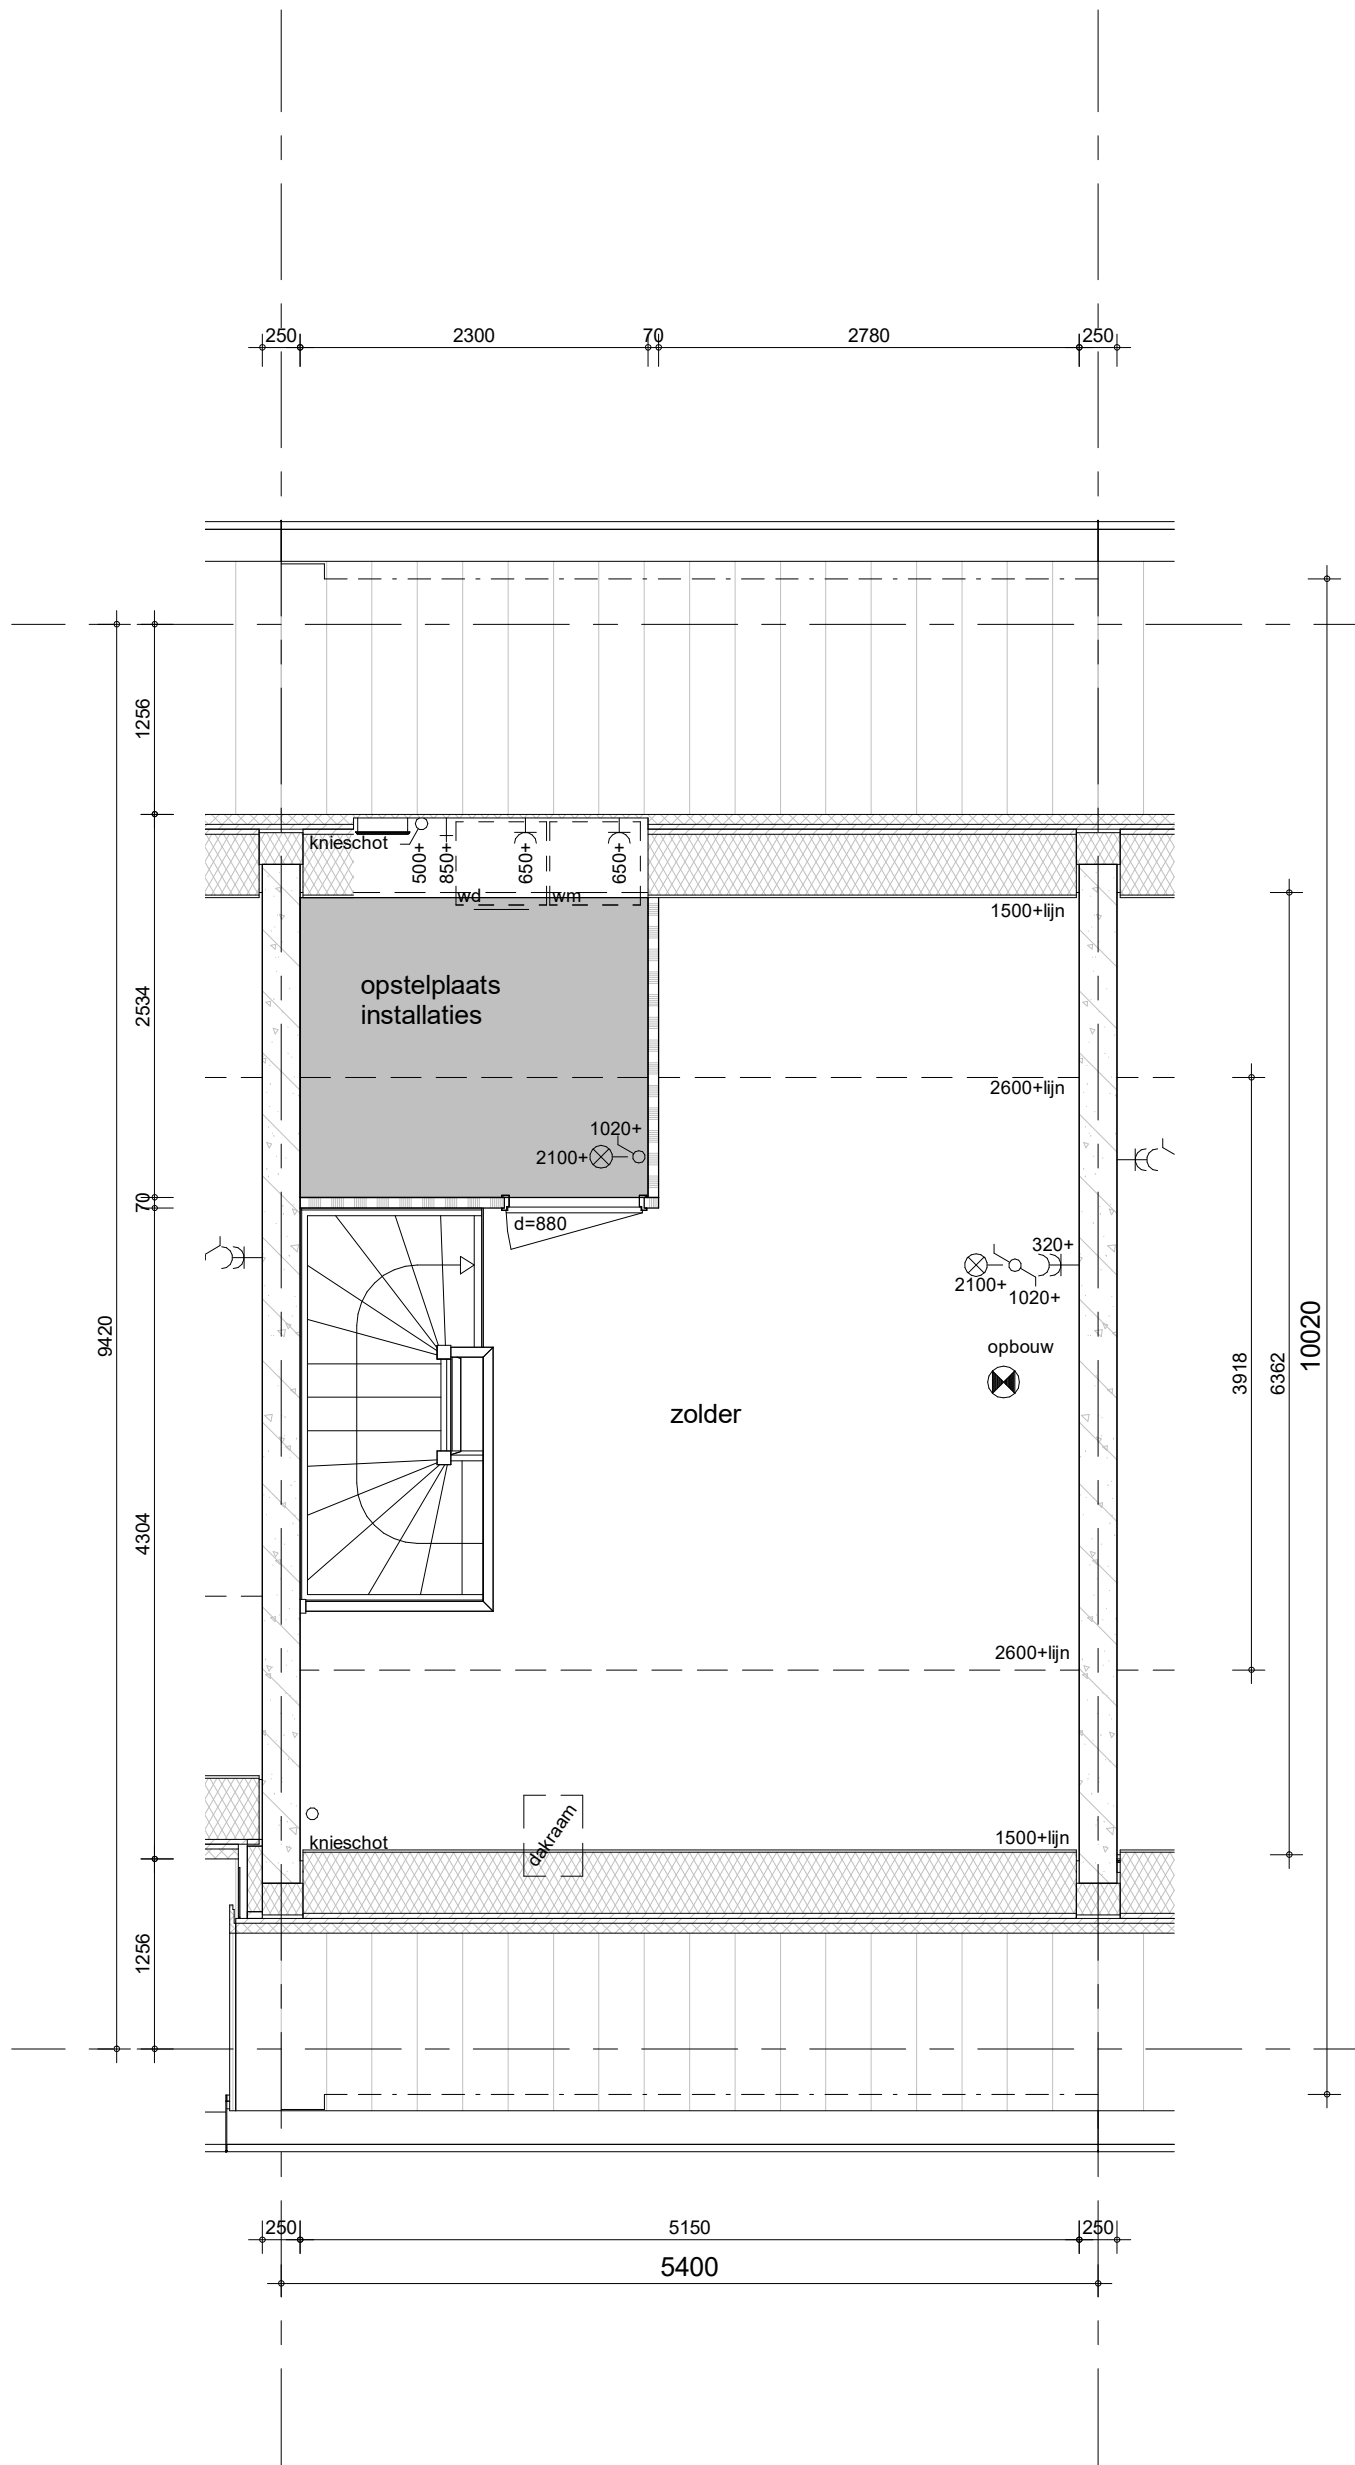 250
2300
70
2780
250
1256
knieschot
500+
850+
650+
650+
wd
wm
1500+lijn
opstelplaats
installaties
2534
2600+lijn
1020+
2100+
70
d=880
320+
2100+
1020+
opbouw
9420
3918
6362
10020
zolder
4304
2600+lijn
dakraam
knieschot
1500+lijn
1256
250
5150
250
5400